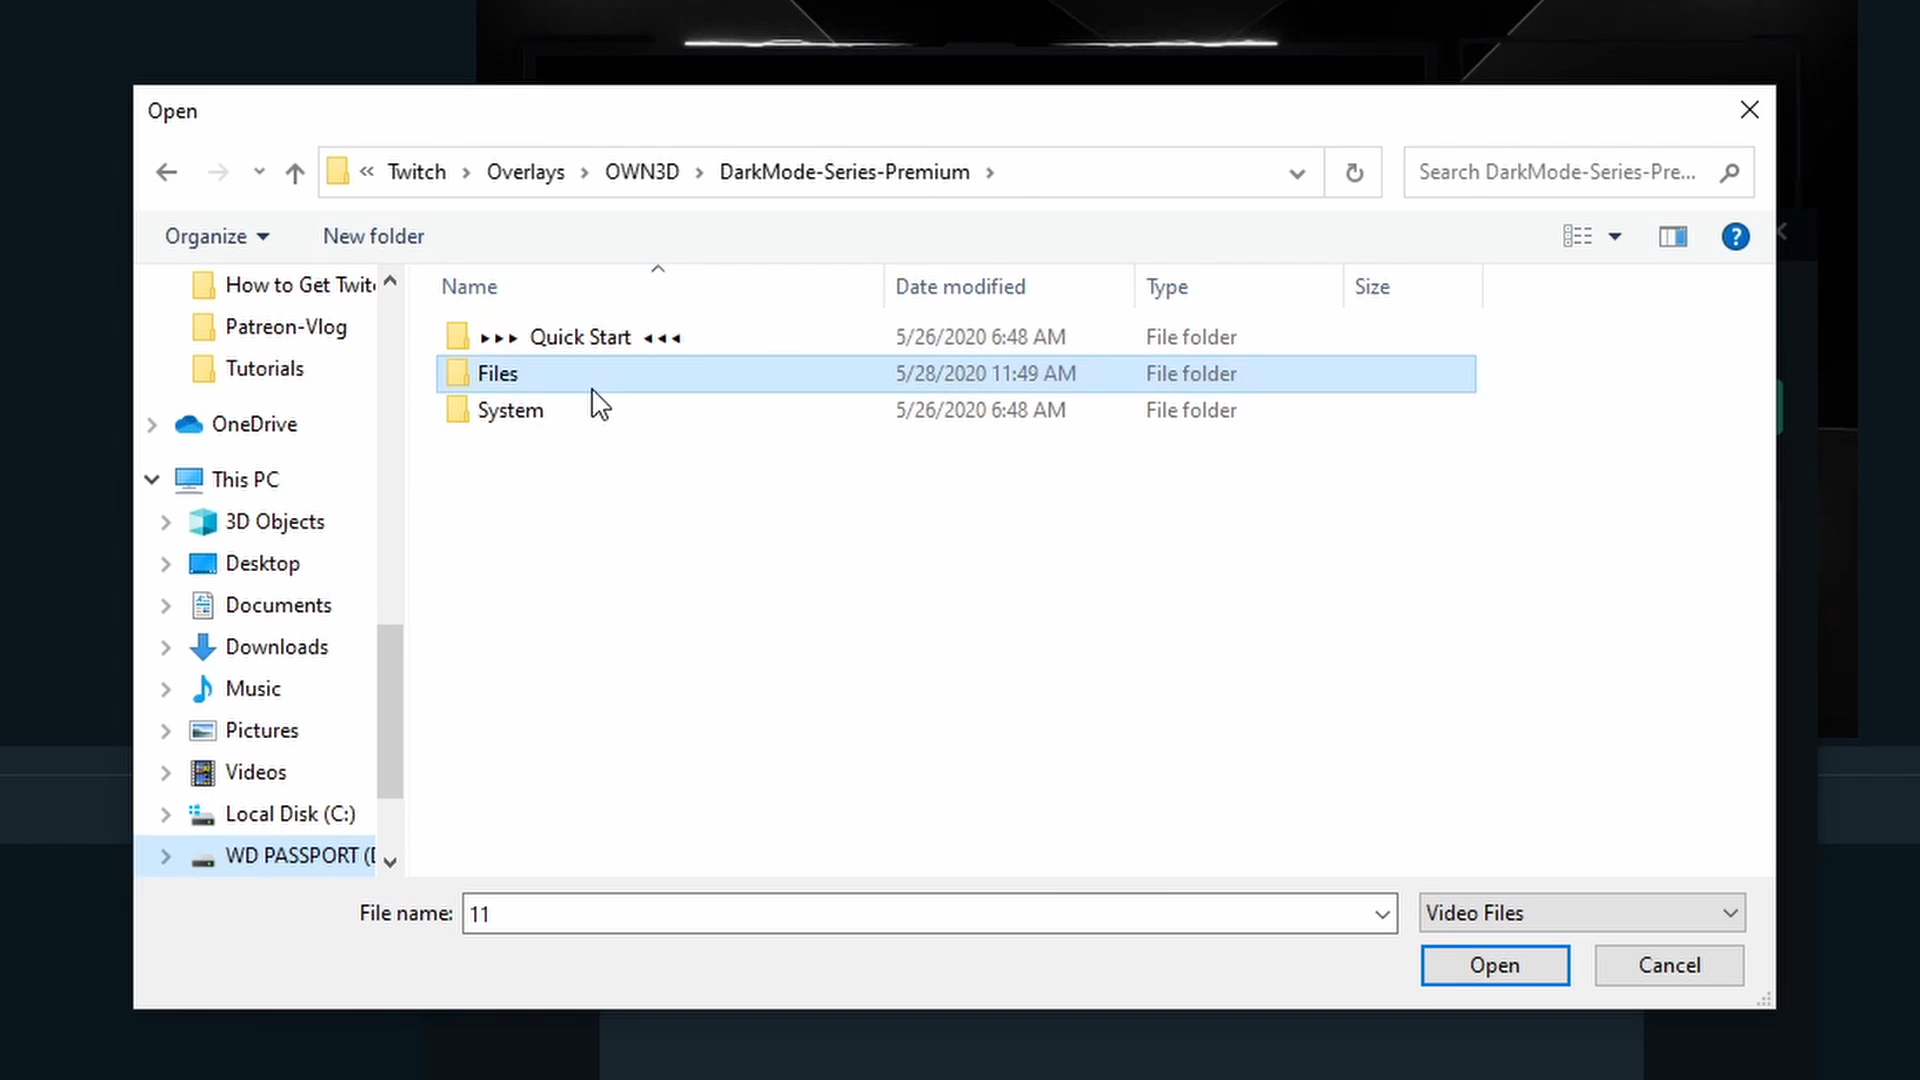 Open
« Twitch › Overlays › OWN3D › DarkMode-Series-Premium ›
Search DarkMode-Series-Pre...
Organize
New folder
?
Name
Date modified
Type
Size
▸▸▸ Quick Start ◂◂◂
5/26/2020 6:48 AM
File folder
Files
5/28/2020 11:49 AM
File folder
System
5/26/2020 6:48 AM
File folder
How to Get Twitc
Patreon-Vlog
Tutorials
OneDrive
This PC
3D Objects
Desktop
Documents
Downloads
Music
Pictures
Videos
Local Disk (C:)
WD PASSPORT (
File name:
11
Video Files
Open
Cancel